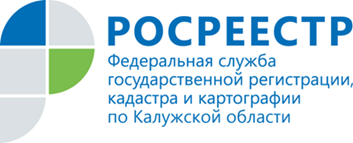 РОСРЕЕСТР
Федеральная служба
государственной регистрации,
кадастра и картографии
по Калужской области